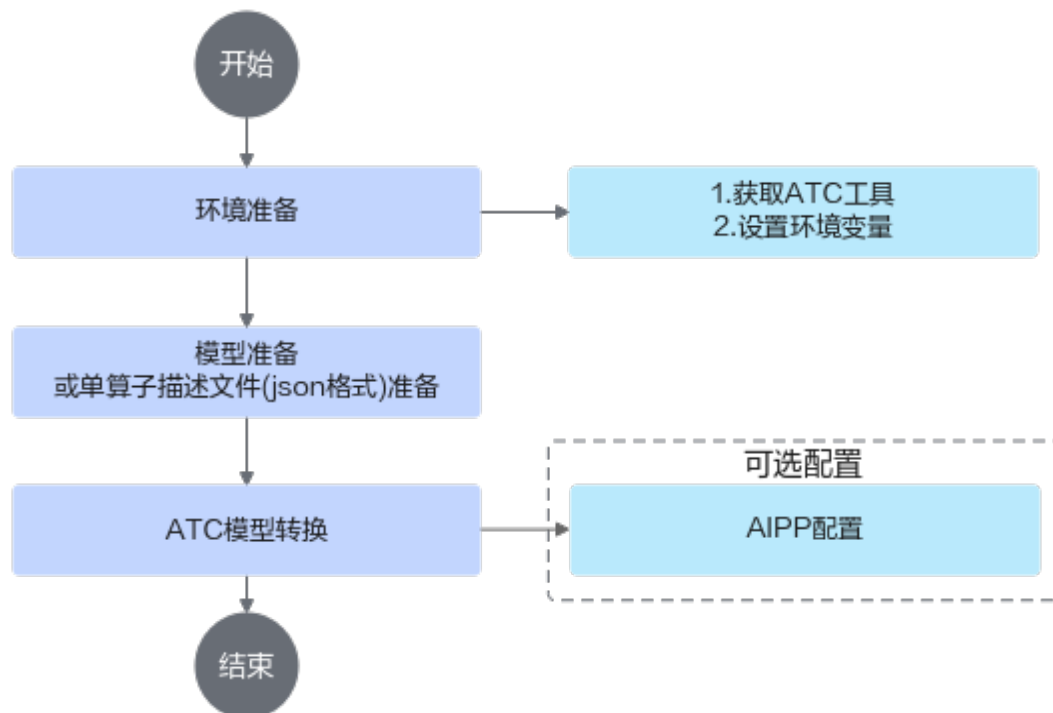 开始
环境准备
1.获取ATC工具
2.设置环境变量
模型准备
或单算子描述文件(json格式)准备
可选配置
ATC模型转换
AIPP配置
结束